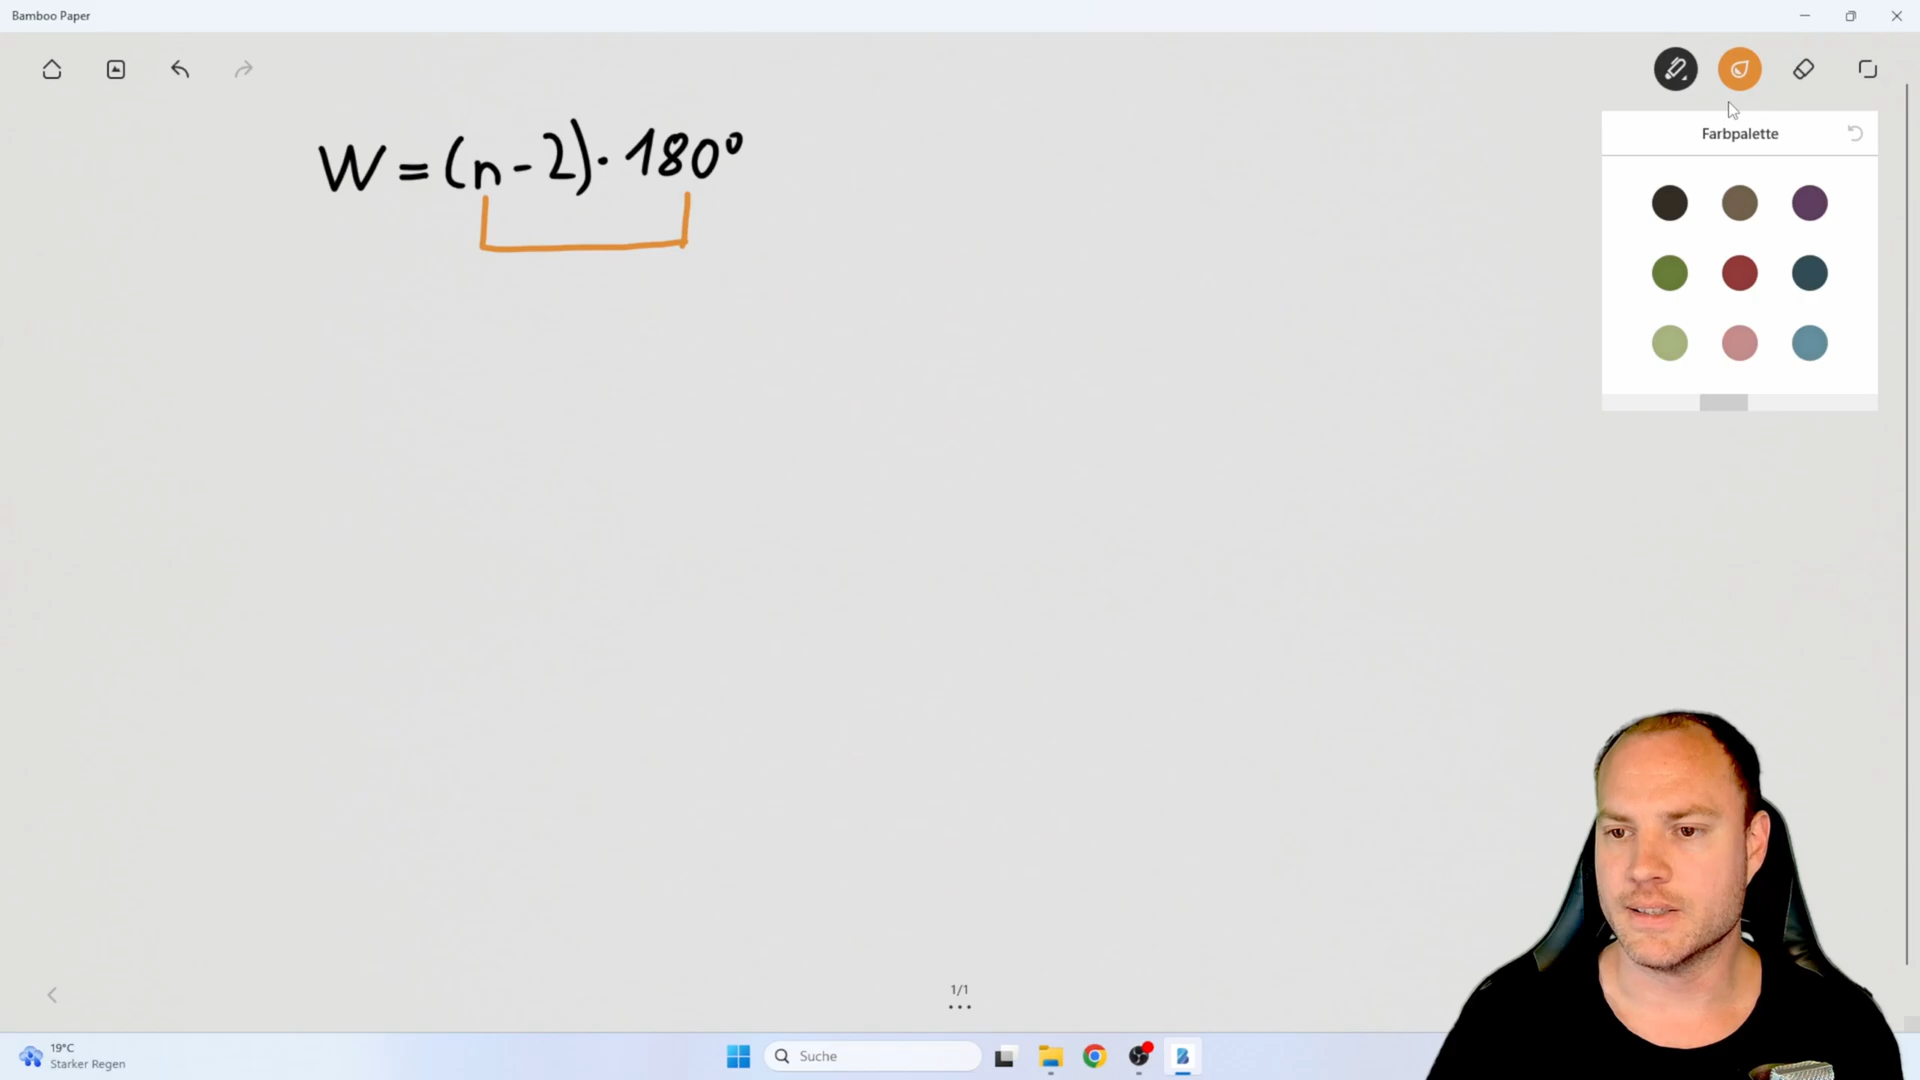 Bamboo Paper
W = (n - 2) · 180°
Farbpalette
1/1
19°C
Starker Regen
Suche